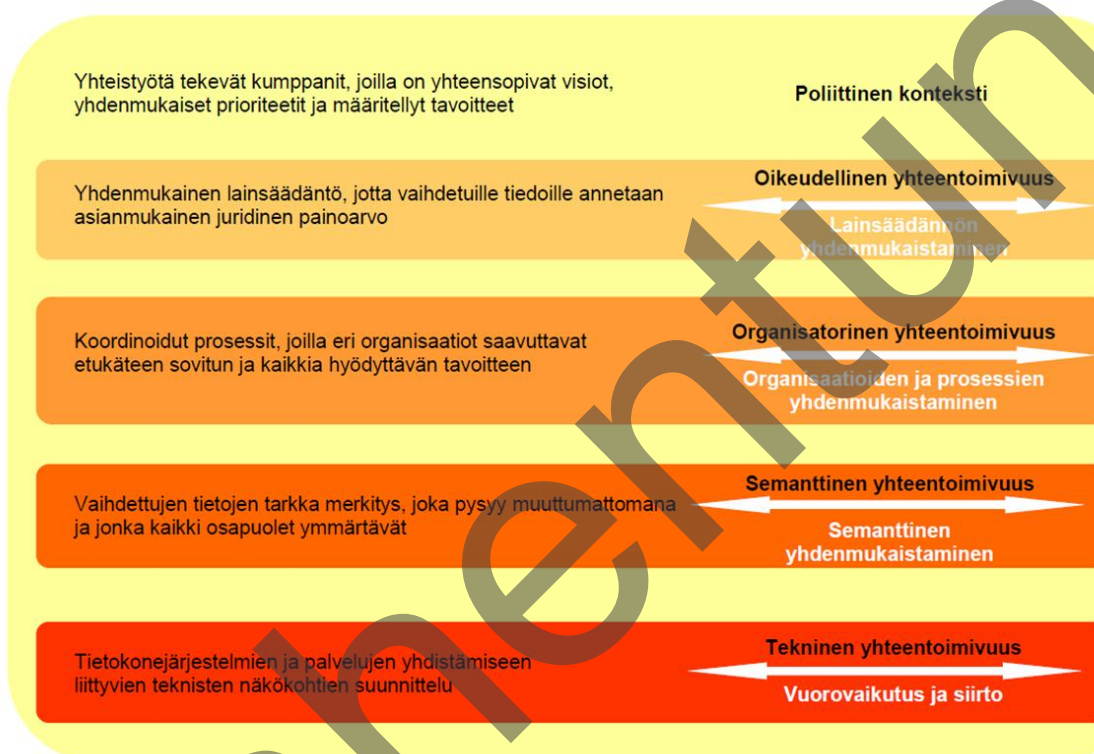 Yhteistyötä tekevät kumppanit, joilla on yhteensopivat visiot,
yhdenmukaiset prioriteetit ja määritellyt tavoitteet
Poliittinen konteksti
Yhdenmukainen lainsäädäntö, jotta vaihdetuille tiedoille annetaan
asianmukainen juridinen painoarvo
Oikeudellinen yhteentoimivuus
Lainsäädännön
yhdenmukaistaminen
Koordinoidut prosessit, joilla eri organisaatiot saavuttavat
etukäteen sovitun ja kaikkia hyödyttävän tavoitteen
Organisatorinen yhteentoimivuus
Organisaatioiden ja prosessien
yhdenmukaistaminen
Vaihdettujen tietojen tarkka merkitys, joka pysyy muuttumattomana
ja jonka kaikki osapuolet ymmärtävät
Semanttinen yhteentoimivuus
Semanttinen
yhdenmukaistaminen
Tietokonejärjestelmien ja palvelujen yhdistämiseen
liittyvien teknisten näkökohtien suunnittelu
Tekninen yhteentoimivuus
Vuorovaikutus ja siirto